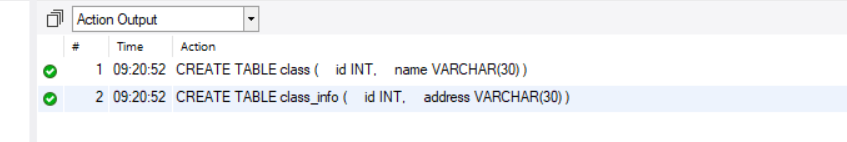 Action Output
# Time Action
1 09:20:52 CREATE TABLE class ( id INT, name VARCHAR(30) )
2 09:20:52 CREATE TABLE class_info ( id INT, address VARCHAR(30) )